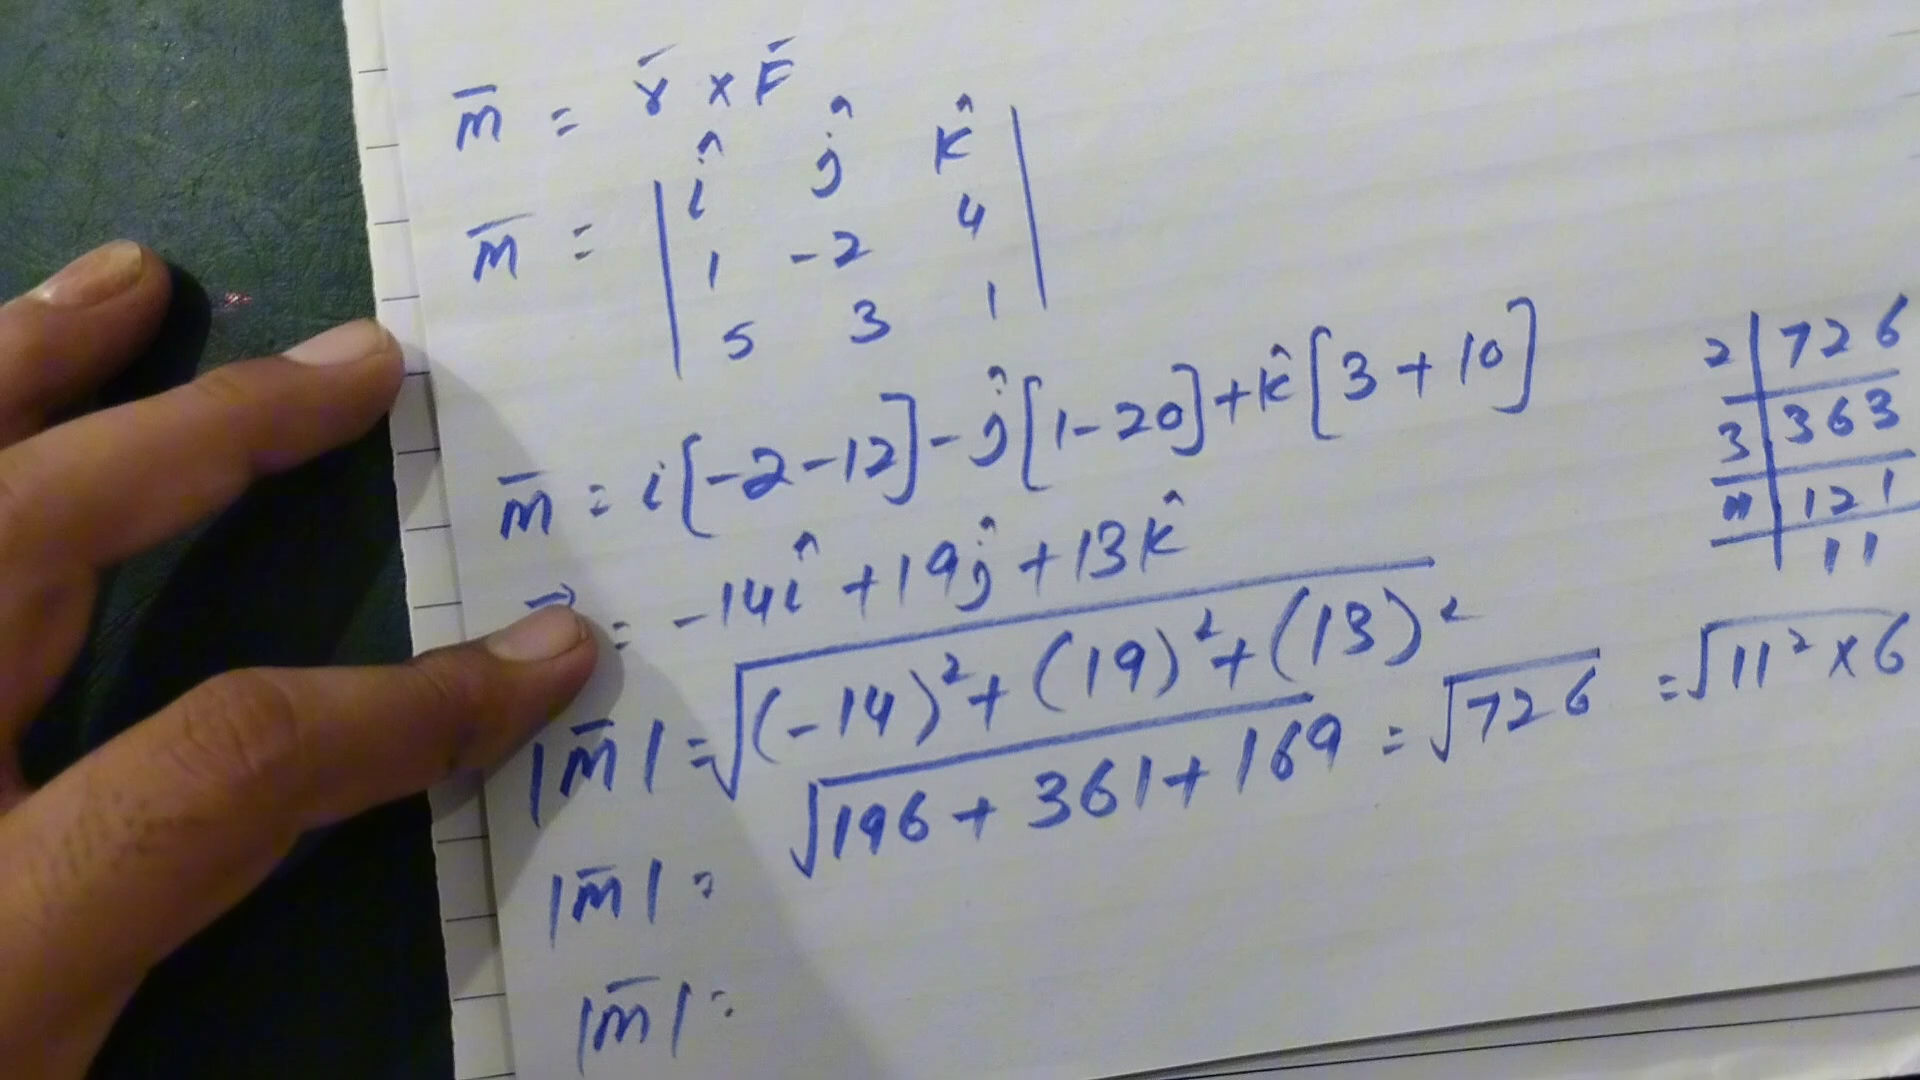 m̅ = r̅ × F̅
m̅ = | î ĵ k̂ |
| 1 -2 4 |
| 5 3 1 |
m̅ = i[-2-12] - ĵ[1-20] + k̂[3+10]
= -14î + 19ĵ + 13k̂
|m̅| = √(-14)² + (19)² + (13)²
|m̅| = √196 + 361 + 169 = √726 = √11² × 6
|m̅| =
2 | 726
3 | 363
11 | 121
11